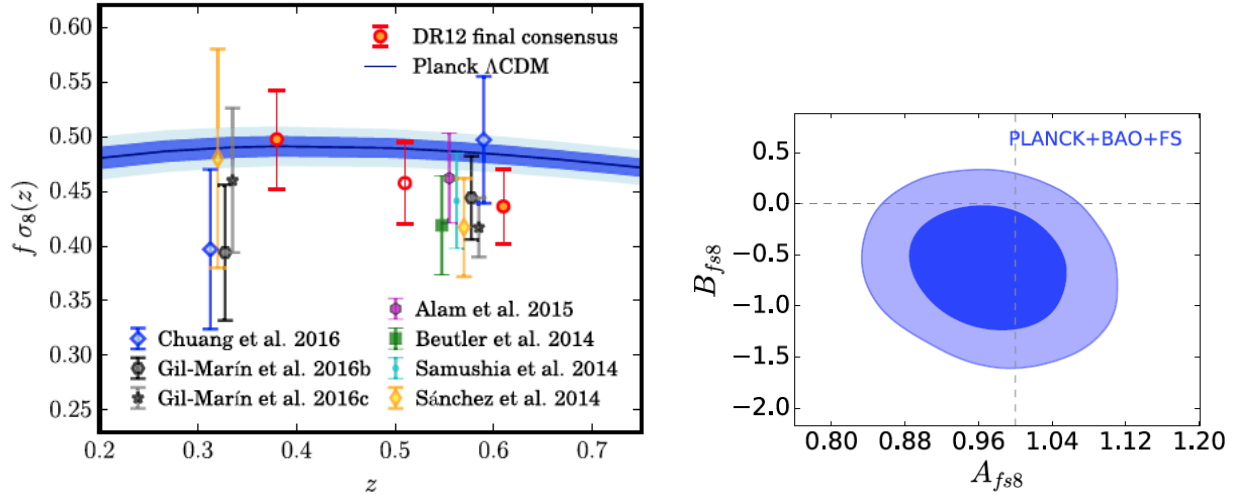 0.60
0.55
0.50
0.45
0.40
0.35
0.30
0.25
f σ8(z)
DR12 final consensus
Planck ΛCDM
Alam et al. 2015
Chuang et al. 2016
Beutler et al. 2014
Gil-Marín et al. 2016b
Samushia et al. 2014
Gil-Marín et al. 2016c
Sánchez et al. 2014
0.2 0.3 0.4 0.5 0.6 0.7
z
PLANCK+BAO+FS
0.5
0.0
−0.5
−1.0
−1.5
−2.0
Bfs8
0.80 0.88 0.96 1.04 1.12 1.20
Afs8